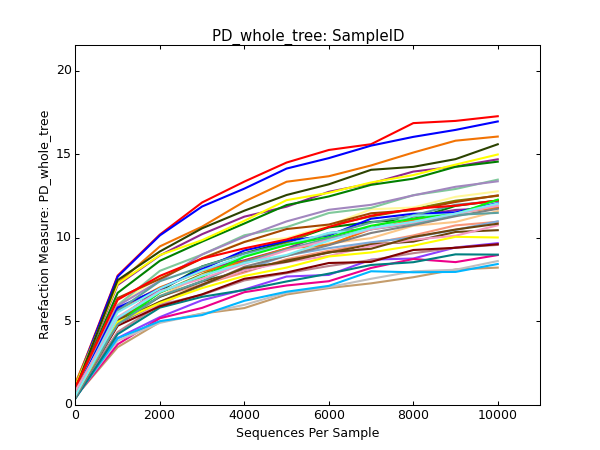 PD_whole_tree: SampleID
20
15
10
5
0
Rarefaction Measure: PD_whole_tree
0 2000 4000 6000 8000 10000
Sequences Per Sample